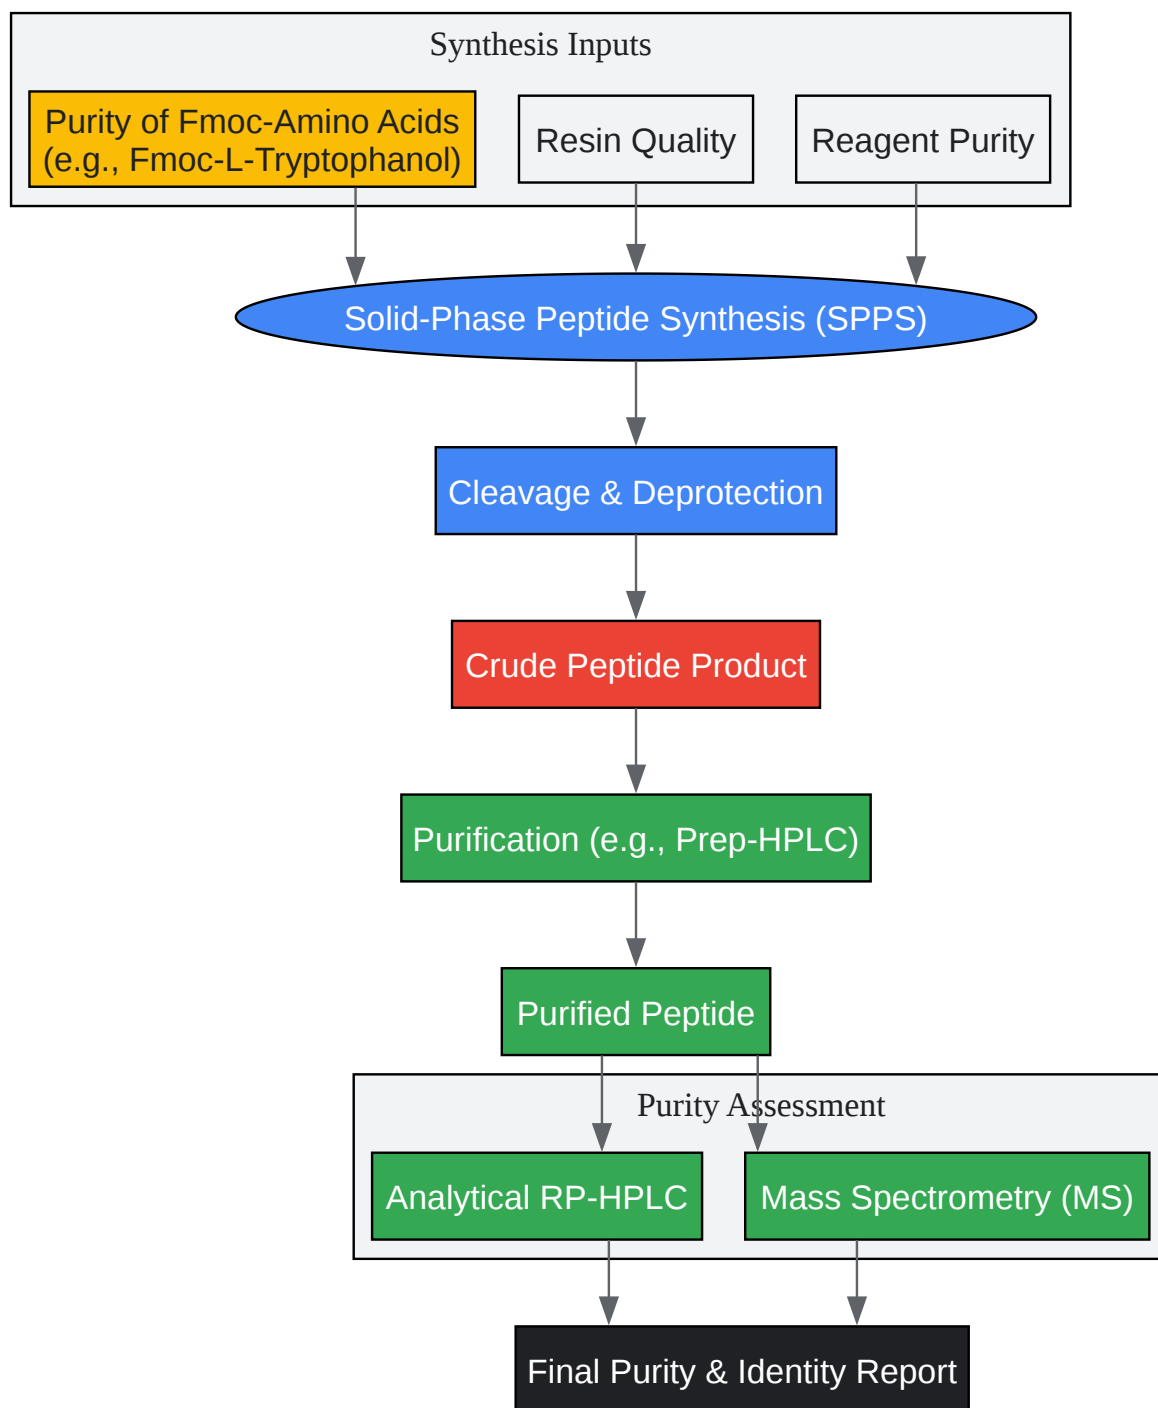 Synthesis Inputs
Purity of Fmoc-Amino Acids
(e.g., Fmoc-L-Tryptophanol)
Resin Quality
Reagent Purity
Solid-Phase Peptide Synthesis (SPPS)
Cleavage & Deprotection
Crude Peptide Product
Purification (e.g., Prep-HPLC)
Purified Peptide
Purity Assessment
Analytical RP-HPLC
Mass Spectrometry (MS)
Final Purity & Identity Report